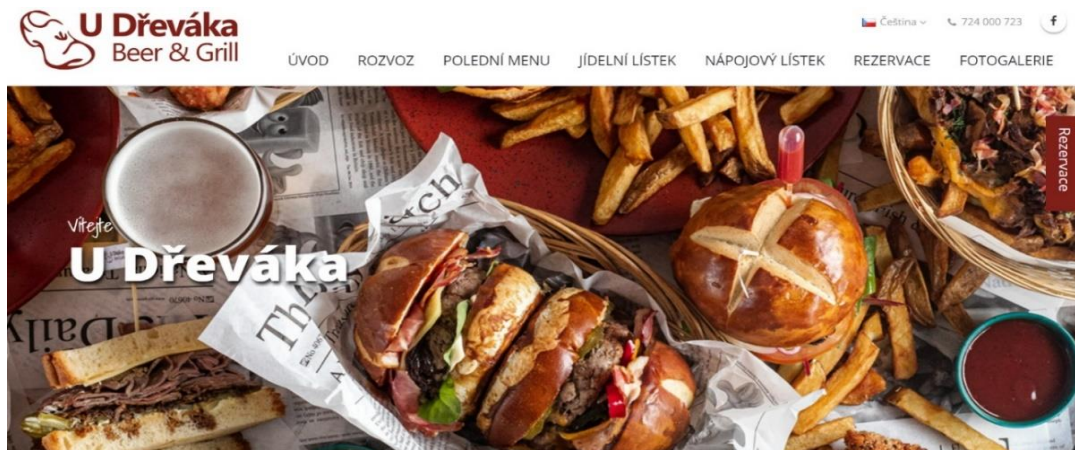 U Dřeváka
Beer & Grill
Čeština
724 000 723
f
ÚVOD
ROZVOZ
POLEDNÍ MENU
JÍDELNÍ LÍSTEK
NÁPOJOVÝ LÍSTEK
REZERVACE
FOTOGALERIE
Rezervace
Vítejte
U Dřeváka
Daily